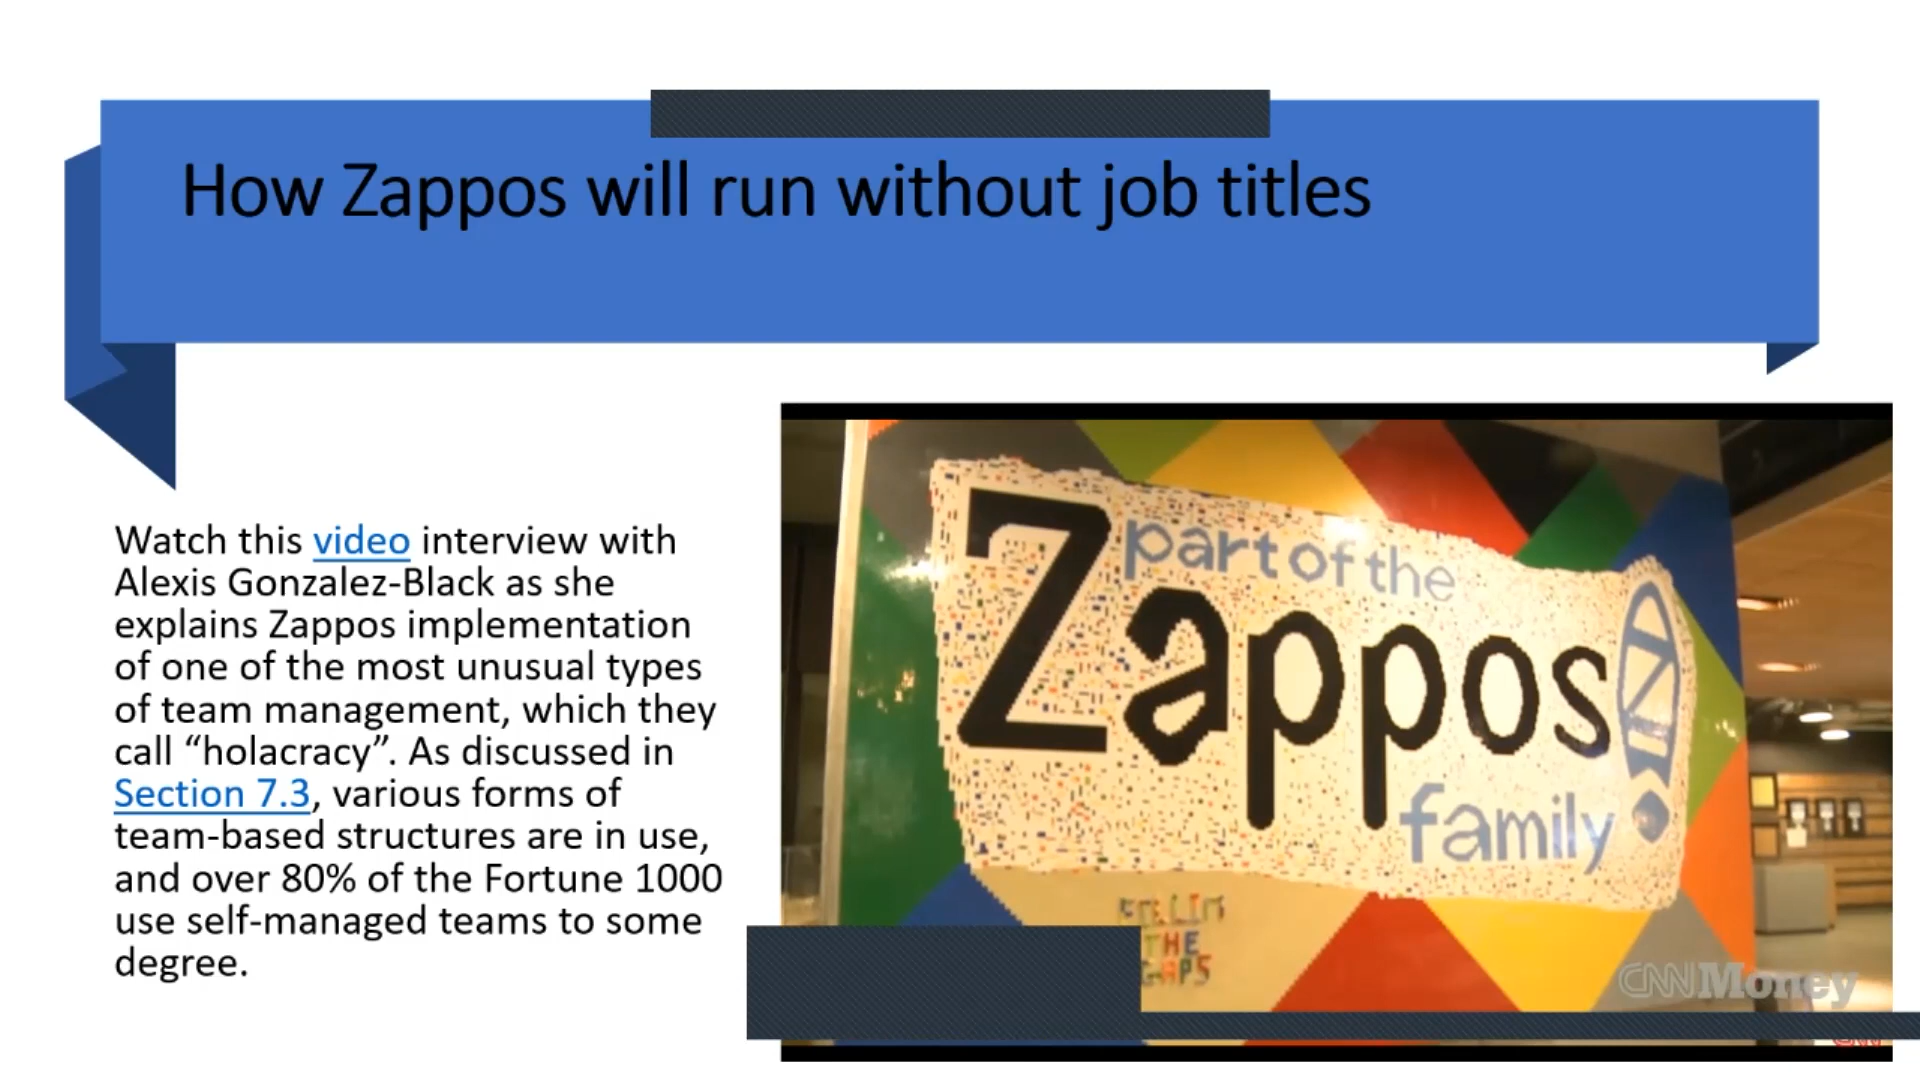 How Zappos will run without job titles
Watch this video interview with
Alexis Gonzalez-Black as she
explains Zappos implementation
of one of the most unusual types
of team management, which they
call “holacracy”. As discussed in
Section 7.3, various forms of
team-based structures are in use,
and over 80% of the Fortune 1000
use self-managed teams to some
degree.
part of the
Zappos
family
THE
GAPS
CNNMoney